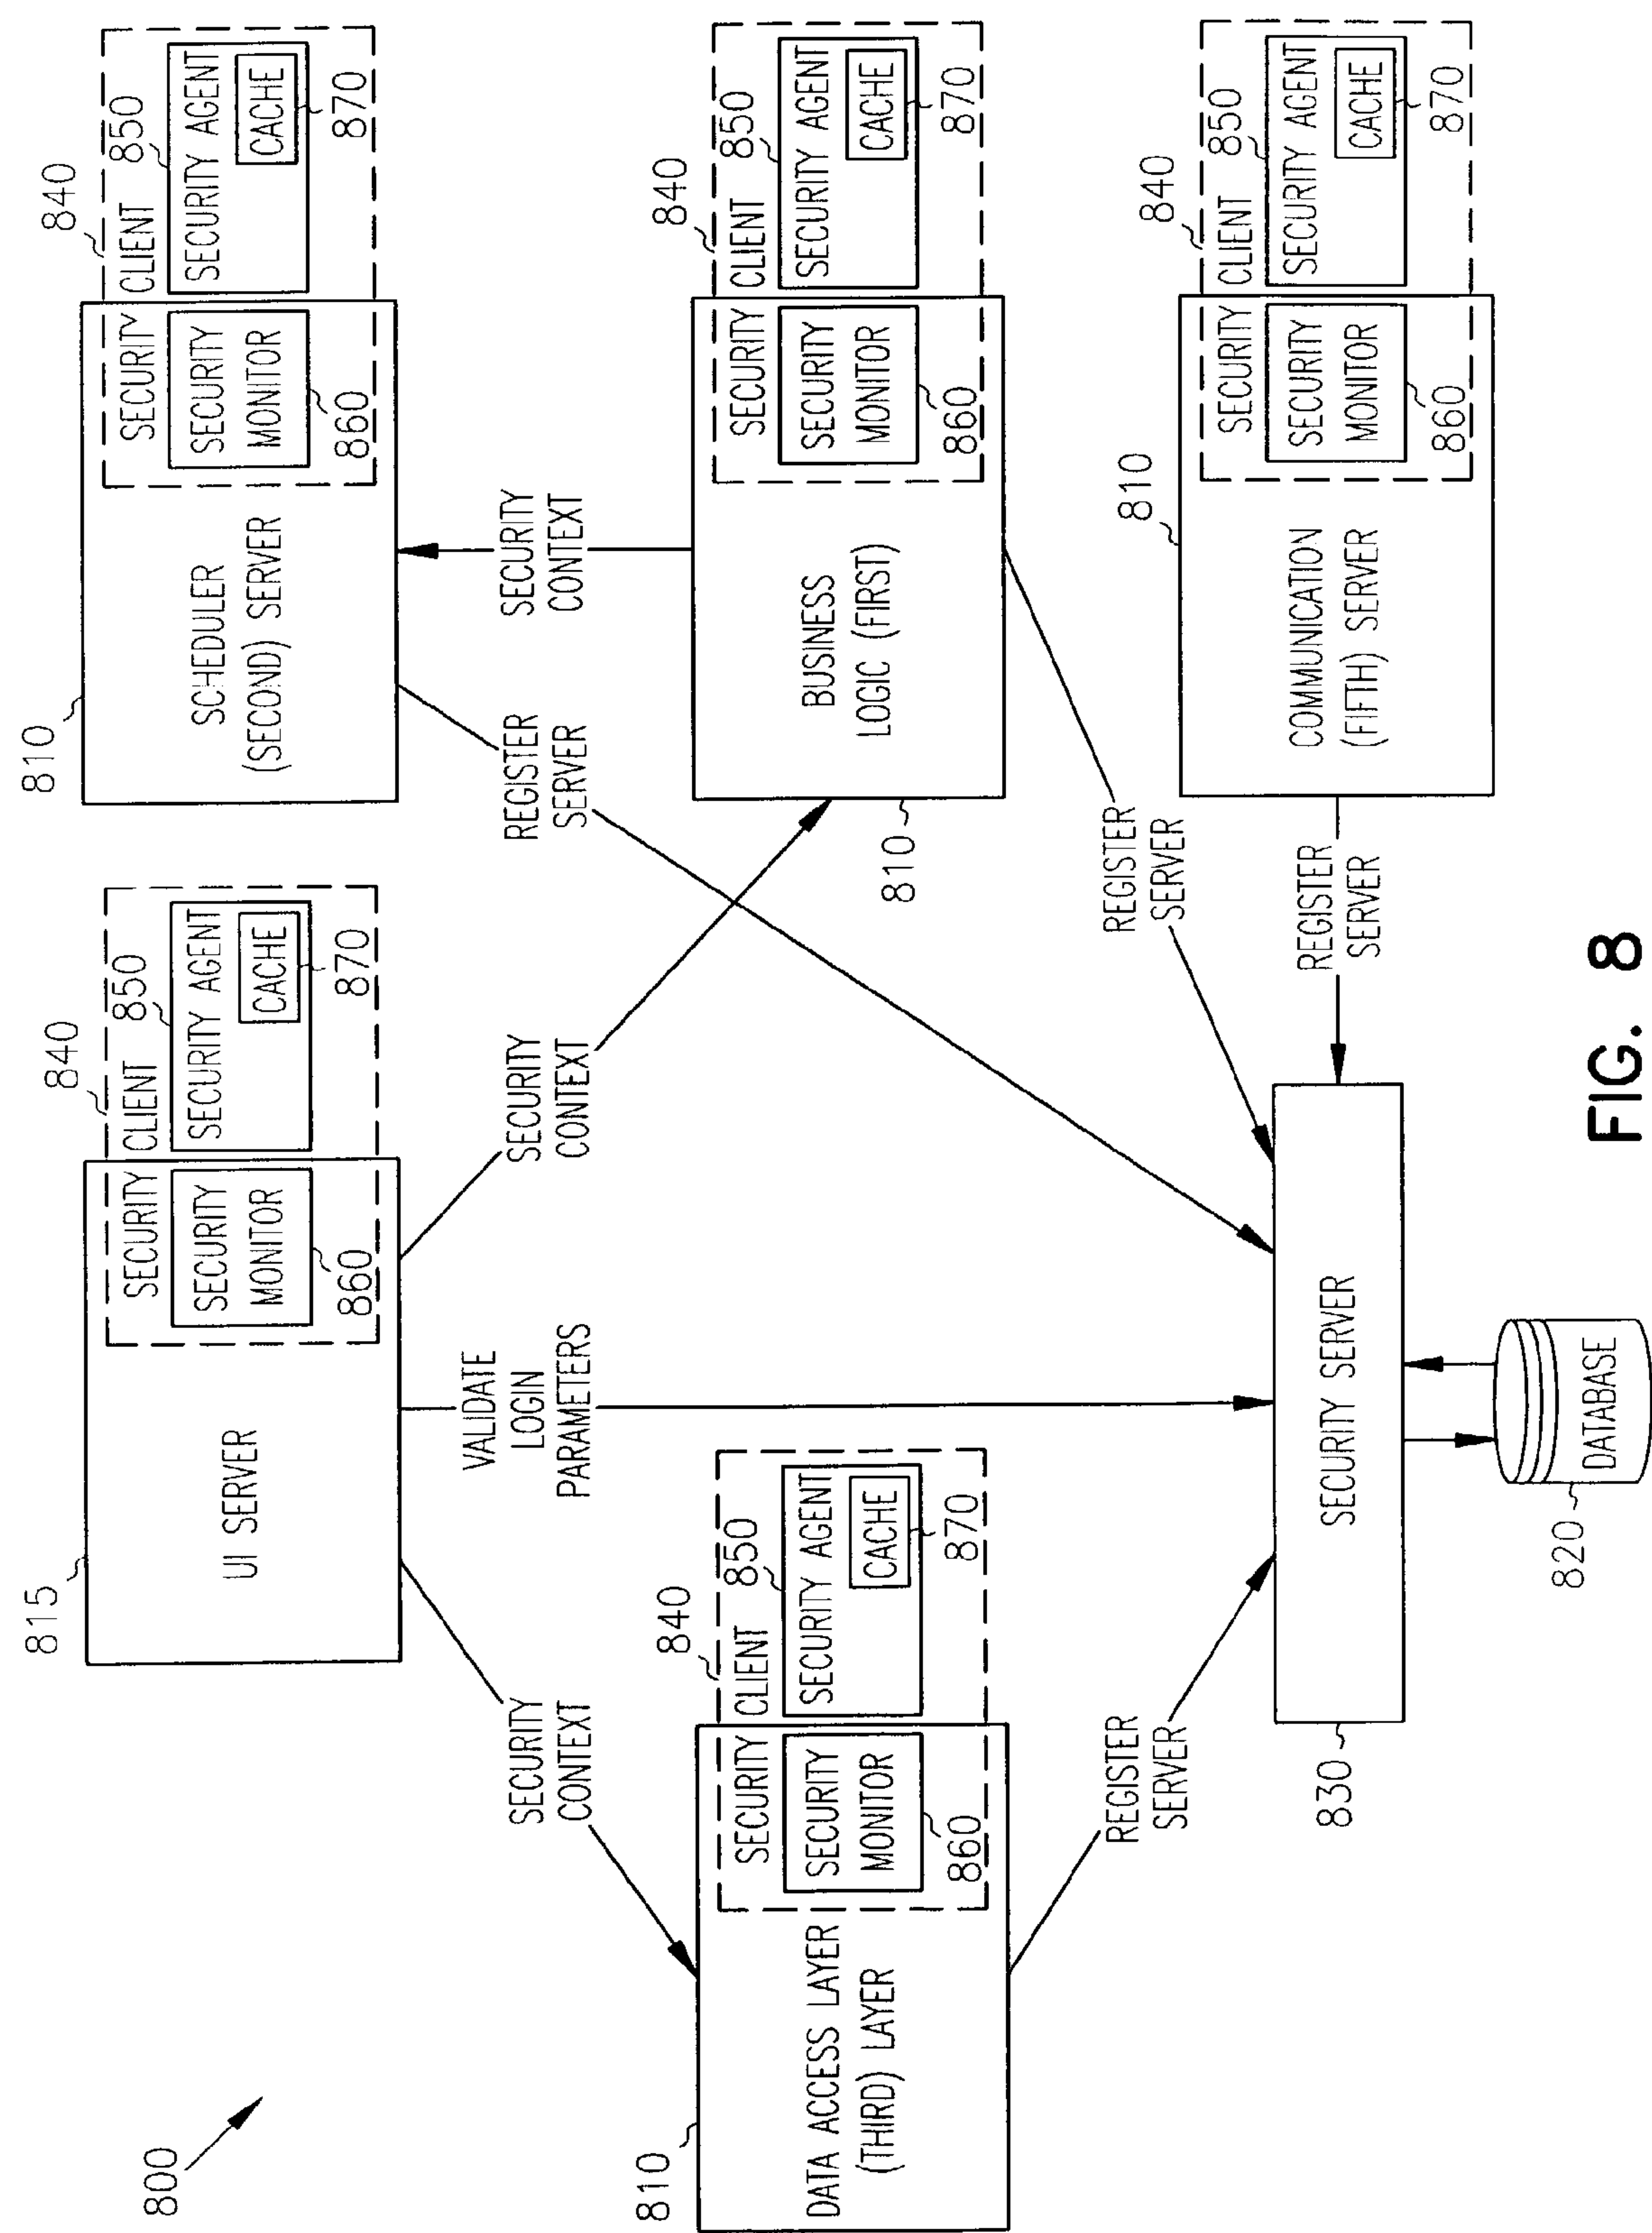 800
815
UI SERVER
840
SECURITY CLIENT
850
SECURITY
MONITOR
SECURITY AGENT
CACHE
860
870
810
SCHEDULER
(SECOND) SERVER
840
SECURITY CLIENT
850
SECURITY
MONITOR
SECURITY AGENT
CACHE
860
870
SECURITY
CONTEXT
VALIDATE
LOGIN
PARAMETERS
SECURITY
CONTEXT
REGISTER
SERVER
SECURITY
CONTEXT
810
DATA ACCESS LAYER
(THIRD) LAYER
840
SECURITY CLIENT
850
SECURITY
MONITOR
SECURITY AGENT
CACHE
860
870
810
BUSINESS
LOGIC (FIRST)
840
SECURITY CLIENT
850
SECURITY
MONITOR
SECURITY AGENT
CACHE
860
870
REGISTER
SERVER
REGISTER
SERVER
830
SECURITY SERVER
REGISTER
SERVER
810
COMMUNICATION
(FIFTH) SERVER
840
SECURITY CLIENT
850
SECURITY
MONITOR
SECURITY AGENT
CACHE
860
870
820
DATABASE
FIG. 8